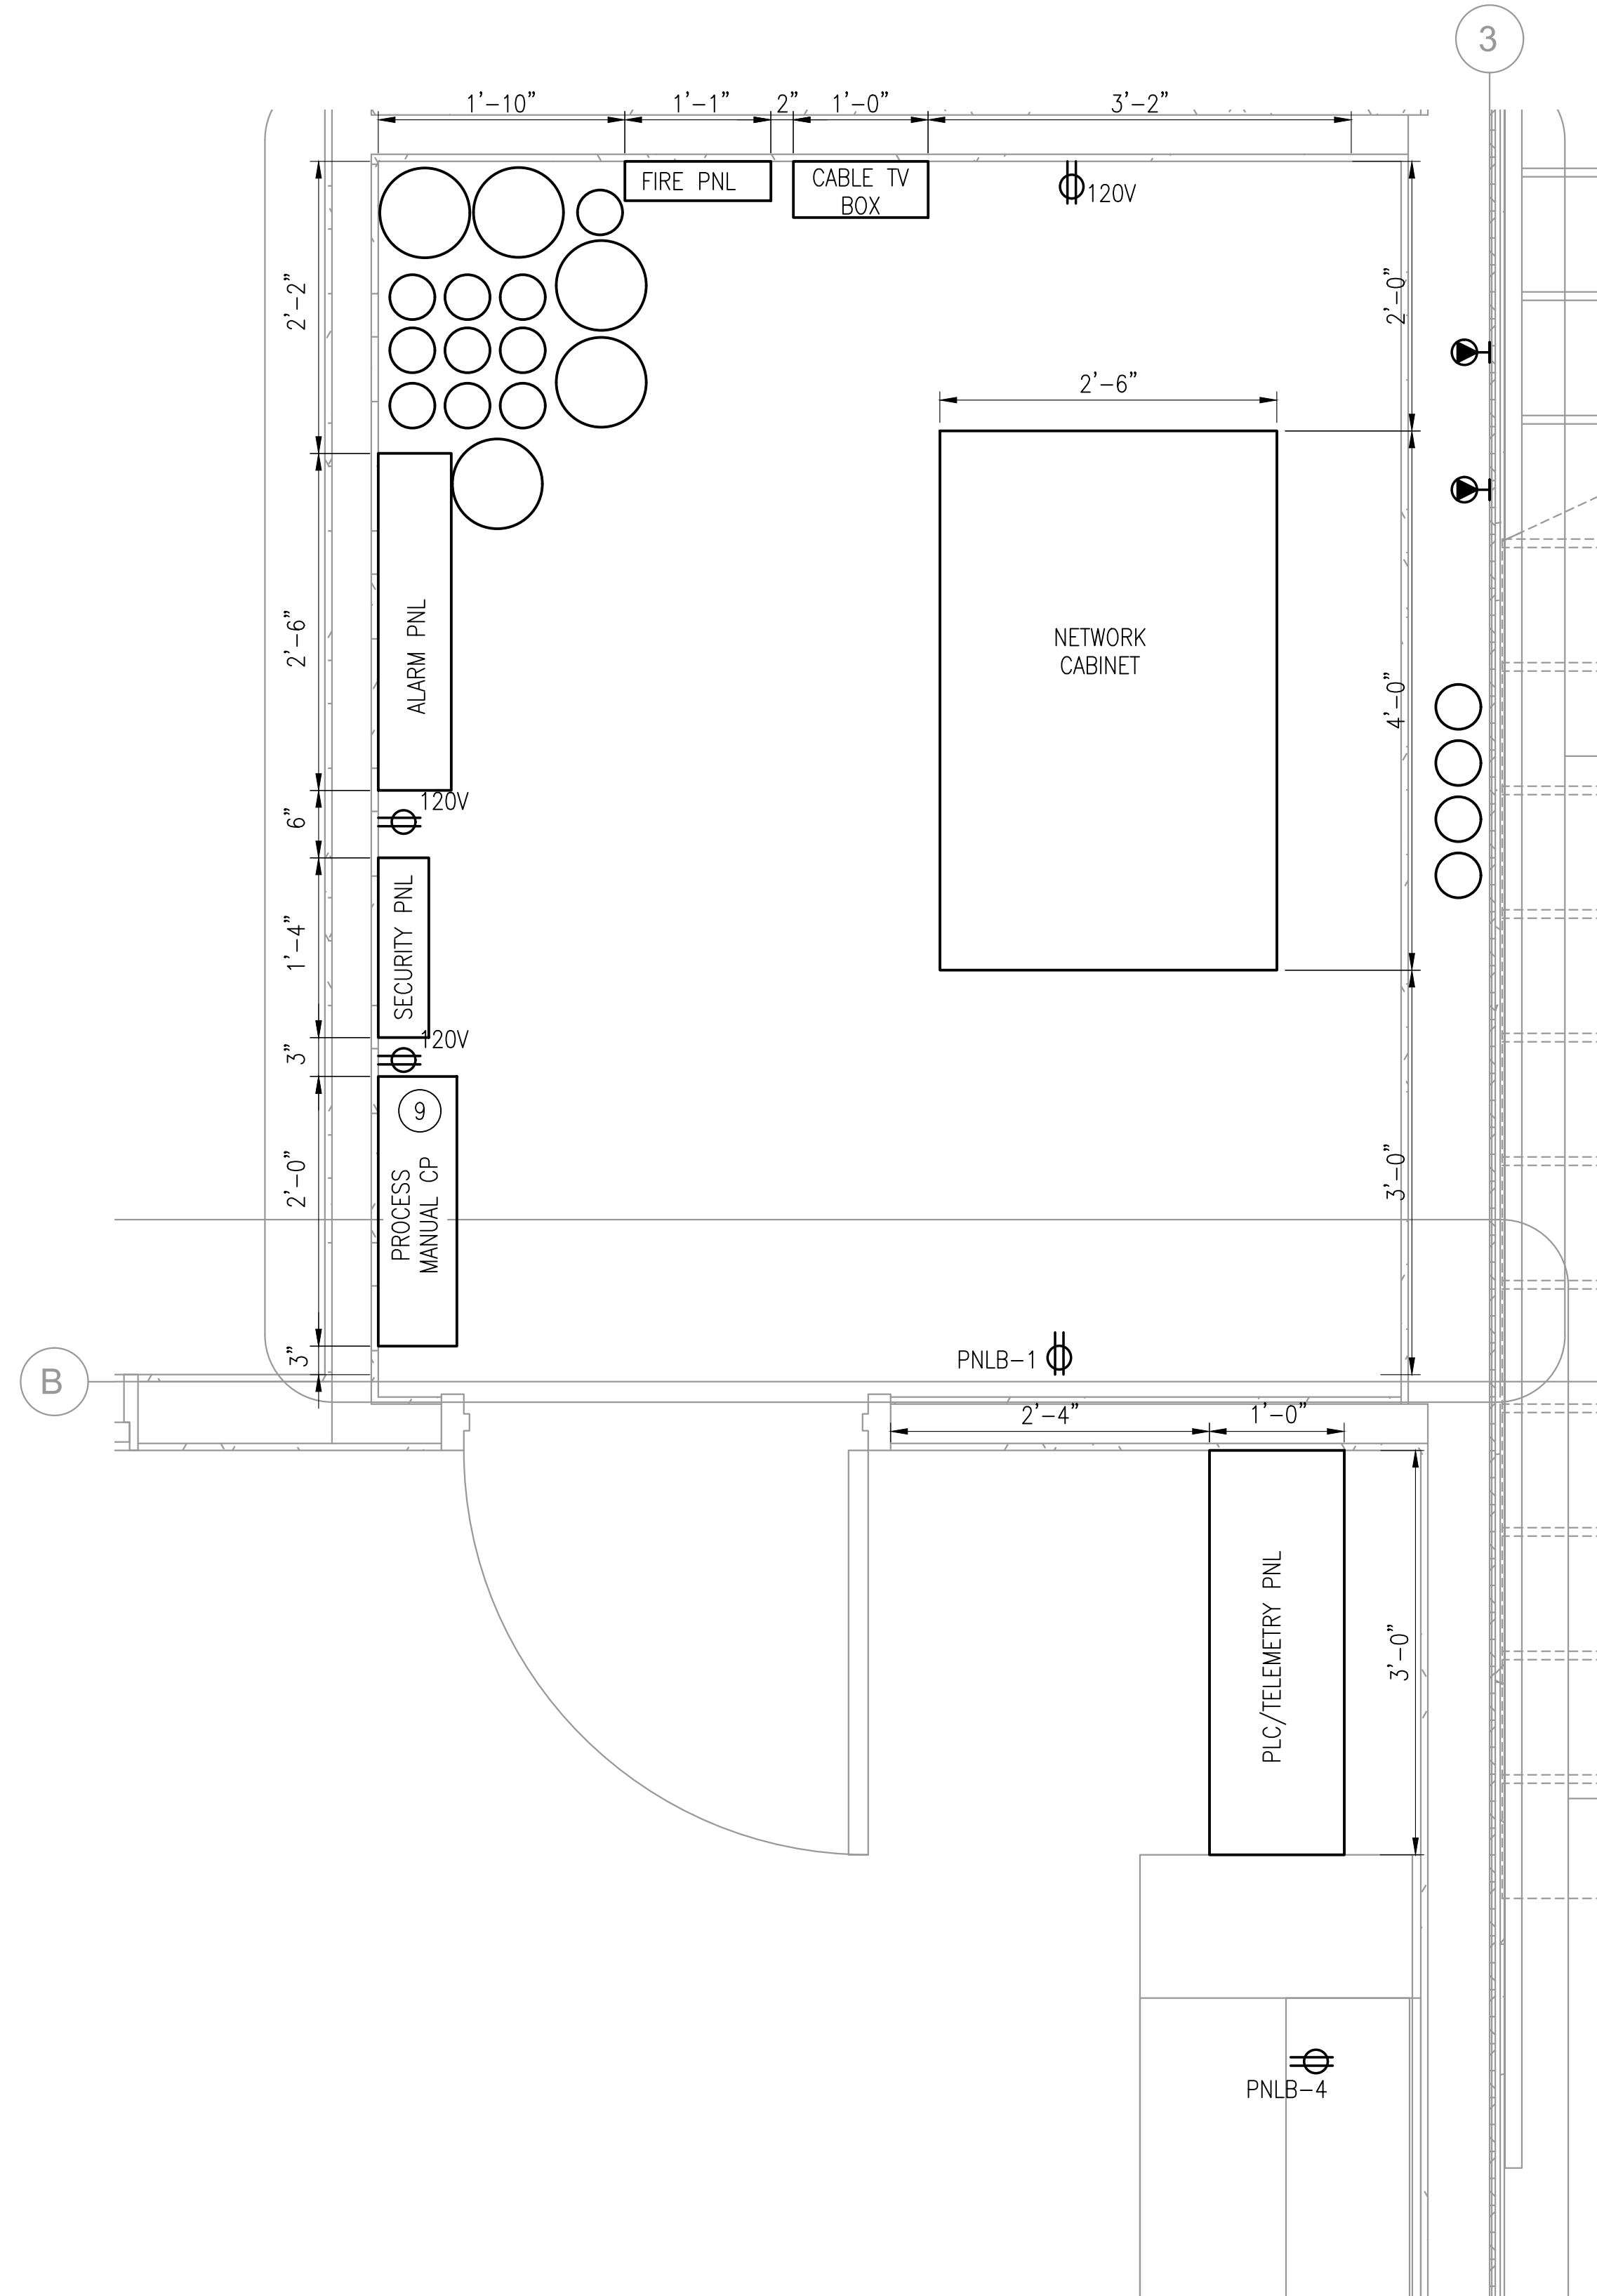 3
1’-10” 1’-1” 2” 1’-0” 3’-2”
FIRE PNL
CABLE TV
BOX
120V
2’-2”
2’-0”
2’-6”
NETWORK
CABINET
2’-6”
ALARM PNL
4’-0”
120V
6”
1’-4”
SECURITY PNL
120V
3”
9
2’-0”
PROCESS
MANUAL CP
3’-0”
3”
PNLB-1
B
2’-4” 1’-0”
PLC/TELEMETRY PNL
3’-0”
PNLB-4